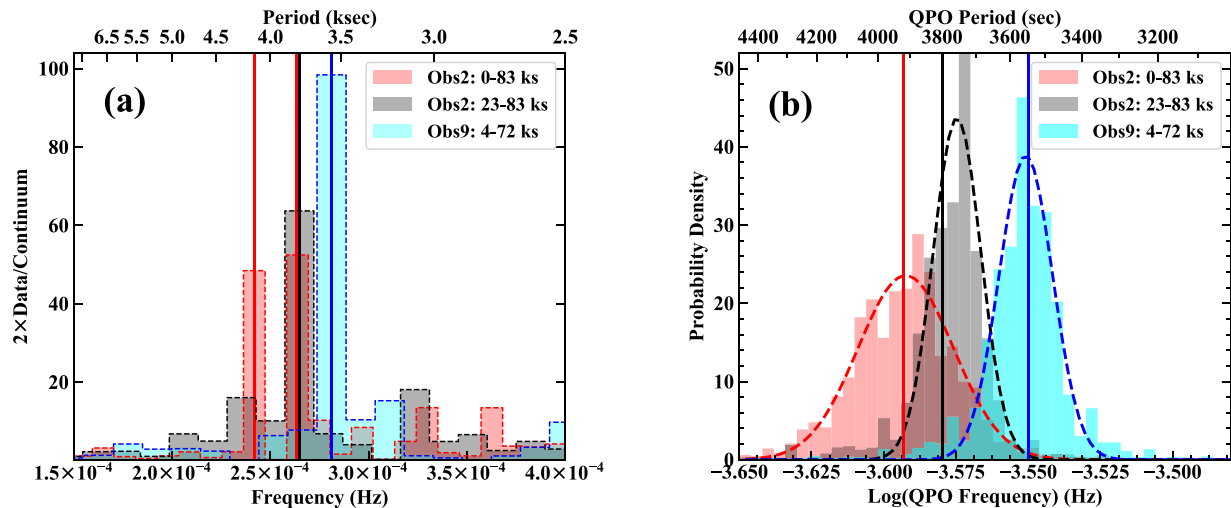 Period (ksec)
6.5 5.5 5.0 4.5 4.0 3.5 3.0 2.5
100
80
60
40
20
2×Data/Continuum
(a)
Obs2: 0-83 ks
Obs2: 23-83 ks
Obs9: 4-72 ks
1.5×10⁻⁴ 2.0×10⁻⁴ 2.5×10⁻⁴ 3.0×10⁻⁴ 3.5×10⁻⁴ 4.0×10⁻⁴
Frequency (Hz)
QPO Period (sec)
4400 4200 4000 3800 3600 3400 3200
50
40
30
20
10
0
Probability Density
(b)
Obs2: 0-83 ks
Obs2: 23-83 ks
Obs9: 4-72 ks
−3.650 −3.625 −3.600 −3.575 −3.550 −3.525 −3.500
Log(QPO Frequency) (Hz)